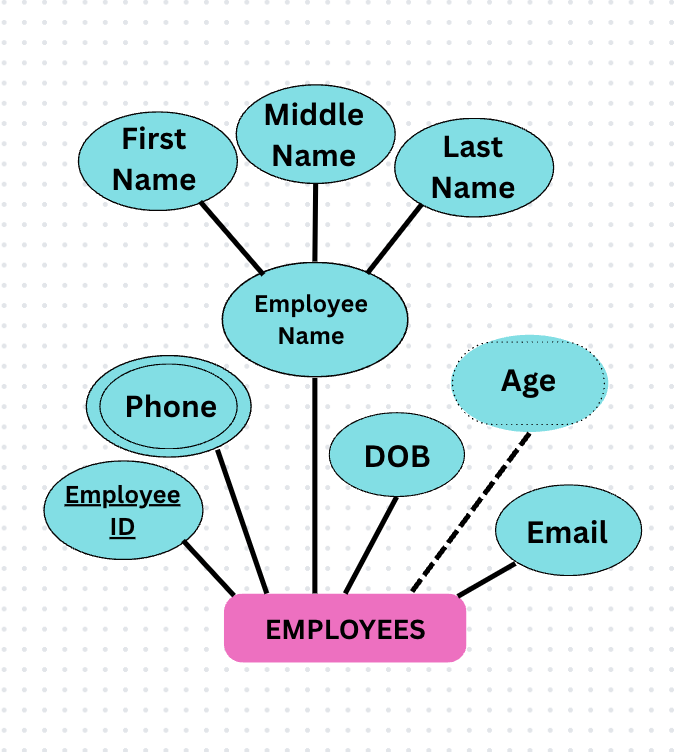 First
Name
Middle
Name
Last
Name
Employee
Name
Age
Phone
DOB
Employee
ID
Email
EMPLOYEES